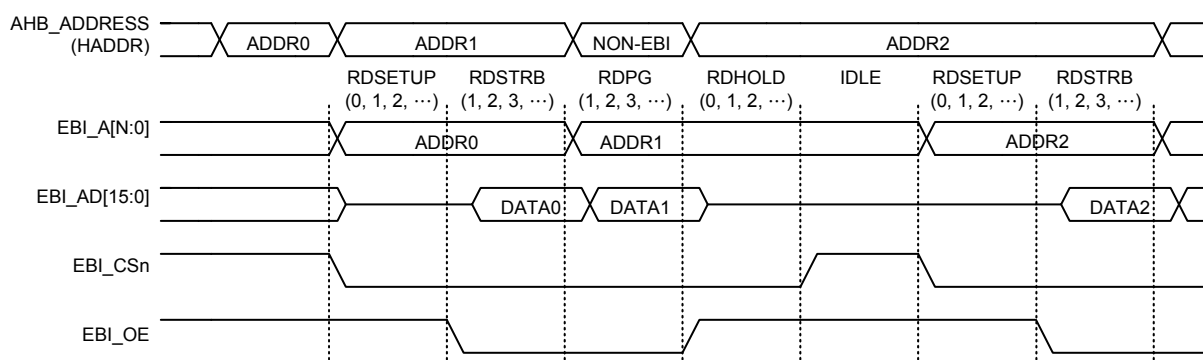 AHB_ADDRESS
(HADDR)
ADDR0 ADDR1 NON-EBI ADDR2
RDSETUP RDSTRB RDPG RDHOLD IDLE RDSETUP RDSTRB
(0, 1, 2, ⋯) (1, 2, 3, ⋯) (1, 2, 3, ⋯) (0, 1, 2, ⋯) (0, 1, 2, ⋯) (1, 2, 3, ⋯)
EBI_A[N:0] ADDR0 ADDR1 ADDR2
EBI_AD[15:0] DATA0 DATA1 DATA2
EBI_CSn
EBI_OE